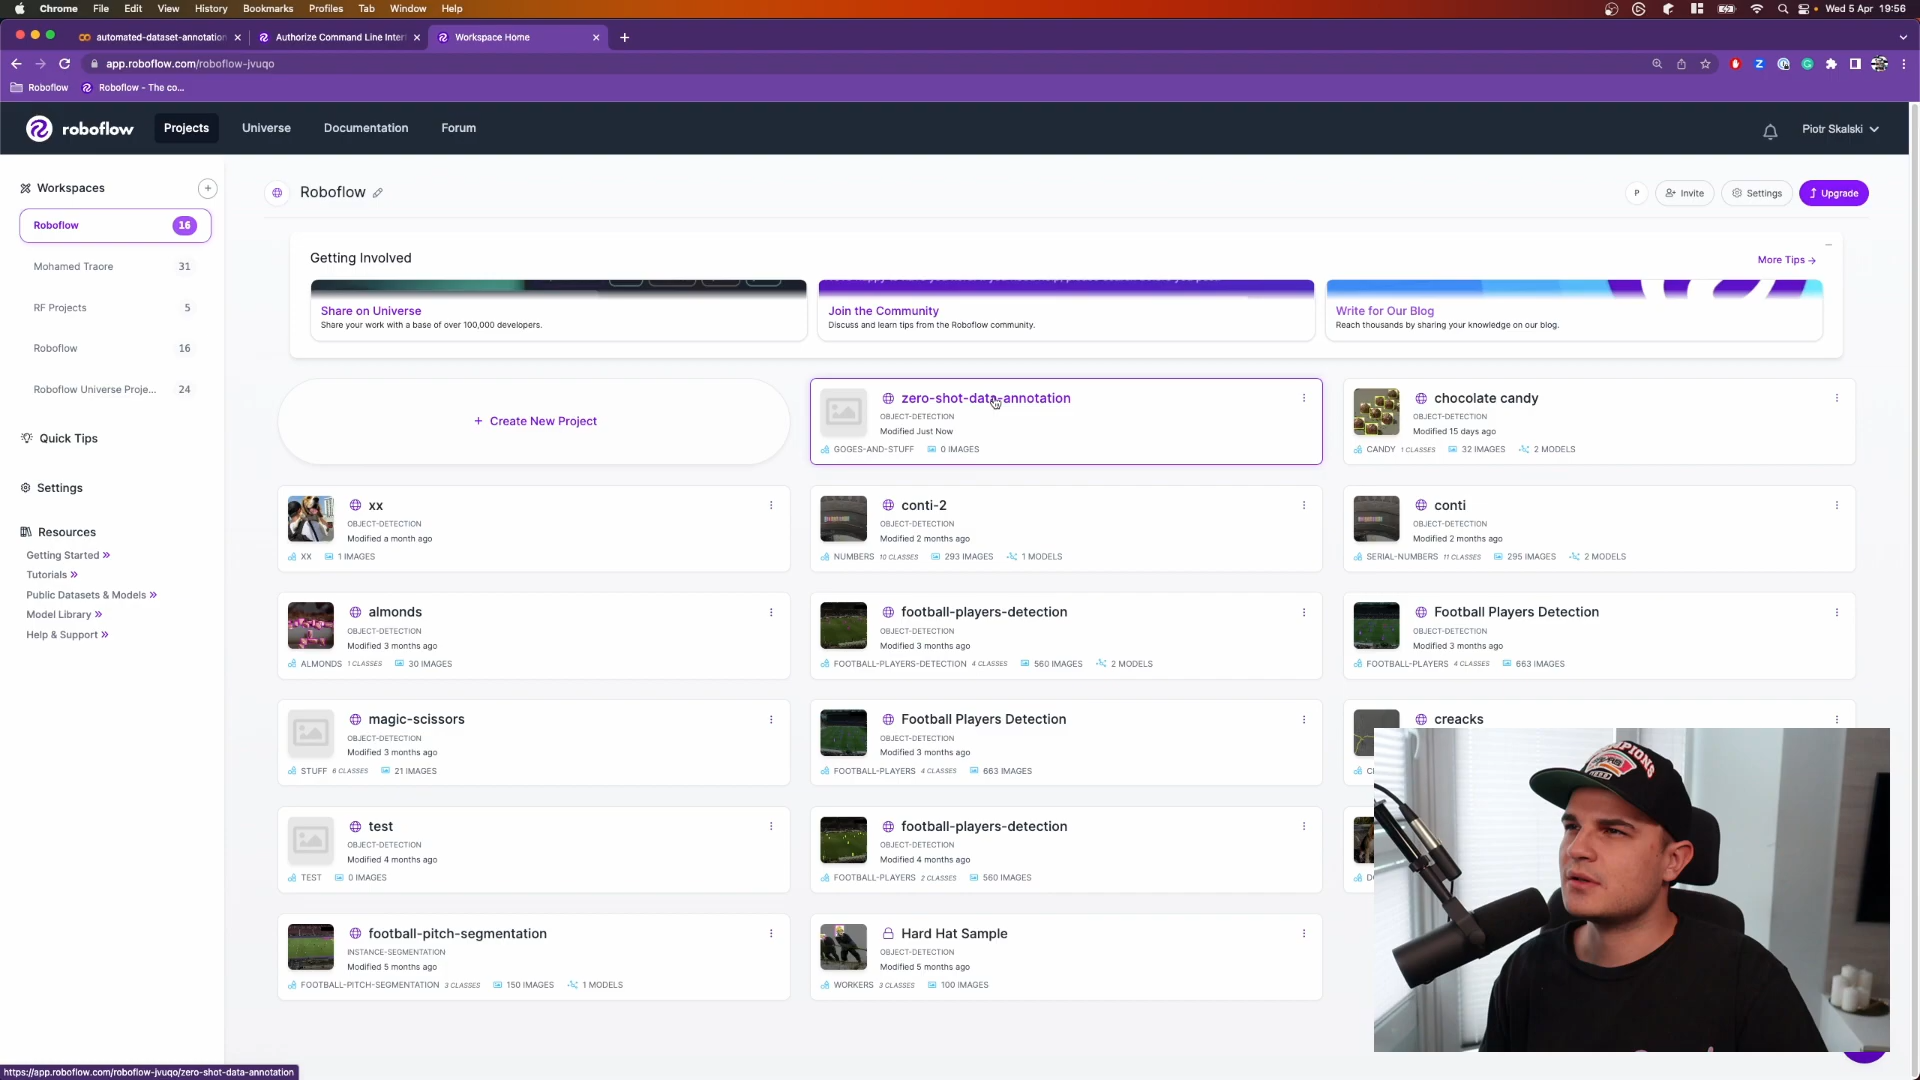 Chrome File Edit View History Bookmarks Profiles Tab Window Help
Wed 5 Apr 19:56
automated-dataset-annotation
Authorize Command Line Inter
Workspace Home
app.roboflow.com/roboflow-jvuqo
Roboflow
Roboflow - The co...
roboflow
Projects
Universe
Documentation
Forum
Piotr Skalski
Workspaces
Roboflow 16
Mohamed Traore 31
RF Projects 5
Roboflow 16
Roboflow Universe Proje... 24
Quick Tips
Settings
Resources
Getting Started »
Tutorials »
Public Datasets & Models »
Model Library »
Help & Support »
Roboflow
P
Invite
Settings
Upgrade
Getting Involved
More Tips →
Share on Universe
Share your work with a base of over 100,000 developers.
Join the Community
Discuss and learn tips from the Roboflow community.
Write for Our Blog
Reach thousands by sharing your knowledge on our blog.
+ Create New Project
zero-shot-data-annotation
OBJECT-DETECTION
Modified Just Now
GOGES-AND-STUFF 0 IMAGES
chocolate candy
OBJECT-DETECTION
Modified 15 days ago
CANDY 1 CLASSES 32 IMAGES 2 MODELS
xx
OBJECT-DETECTION
Modified a month ago
XX 1 IMAGES
conti-2
OBJECT-DETECTION
Modified 2 months ago
NUMBERS 10 CLASSES 293 IMAGES 1 MODELS
conti
OBJECT-DETECTION
Modified 2 months ago
SERIAL-NUMBERS 11 CLASSES 295 IMAGES 2 MODELS
almonds
OBJECT-DETECTION
Modified 3 months ago
ALMONDS 1 CLASSES 30 IMAGES
football-players-detection
OBJECT-DETECTION
Modified 3 months ago
FOOTBALL-PLAYERS-DETECTION 4 CLASSES 560 IMAGES 2 MODELS
Football Players Detection
OBJECT-DETECTION
Modified 3 months ago
FOOTBALL-PLAYERS 4 CLASSES 663 IMAGES
magic-scissors
OBJECT-DETECTION
Modified 3 months ago
STUFF 6 CLASSES 21 IMAGES
Football Players Detection
OBJECT-DETECTION
Modified 3 months ago
FOOTBALL-PLAYERS 4 CLASSES 663 IMAGES
creacks
test
OBJECT-DETECTION
Modified 4 months ago
TEST 0 IMAGES
football-players-detection
OBJECT-DETECTION
Modified 4 months ago
FOOTBALL-PLAYERS 2 CLASSES 560 IMAGES
football-pitch-segmentation
INSTANCE-SEGMENTATION
Modified 5 months ago
FOOTBALL-PITCH-SEGMENTATION 3 CLASSES 150 IMAGES 1 MODELS
Hard Hat Sample
OBJECT-DETECTION
Modified 5 months ago
WORKERS 3 CLASSES 100 IMAGES
https://app.roboflow.com/roboflow-jvuqo/zero-shot-data-annotation